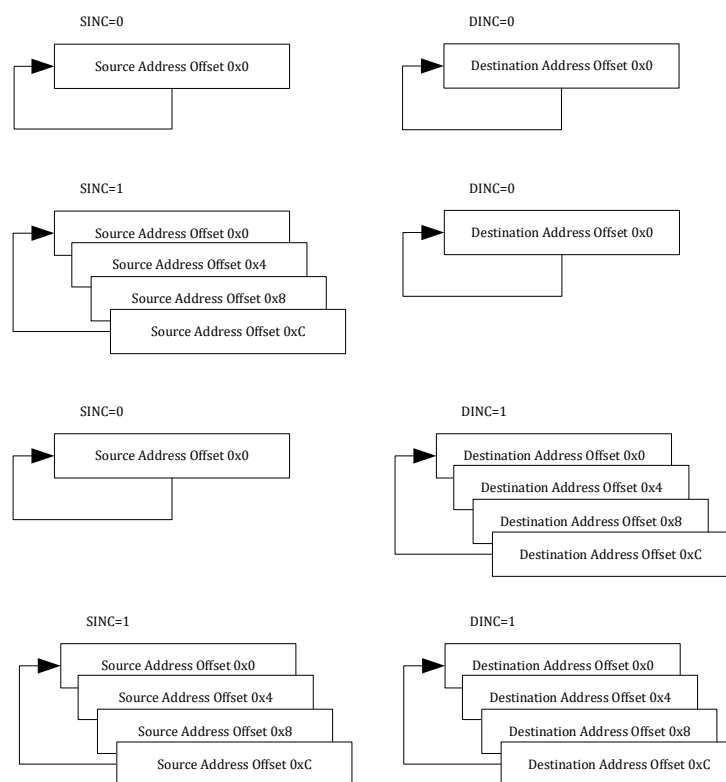 SINC=0
DINC=0
Source Address Offset 0x0
Destination Address Offset 0x0
SINC=1
DINC=0
Source Address Offset 0x0
Source Address Offset 0x4
Source Address Offset 0x8
Source Address Offset 0xC
Destination Address Offset 0x0
SINC=0
DINC=1
Source Address Offset 0x0
Destination Address Offset 0x0
Destination Address Offset 0x4
Destination Address Offset 0x8
Destination Address Offset 0xC
SINC=1
DINC=1
Source Address Offset 0x0
Source Address Offset 0x4
Source Address Offset 0x8
Source Address Offset 0xC
Destination Address Offset 0x0
Destination Address Offset 0x4
Destination Address Offset 0x8
Destination Address Offset 0xC